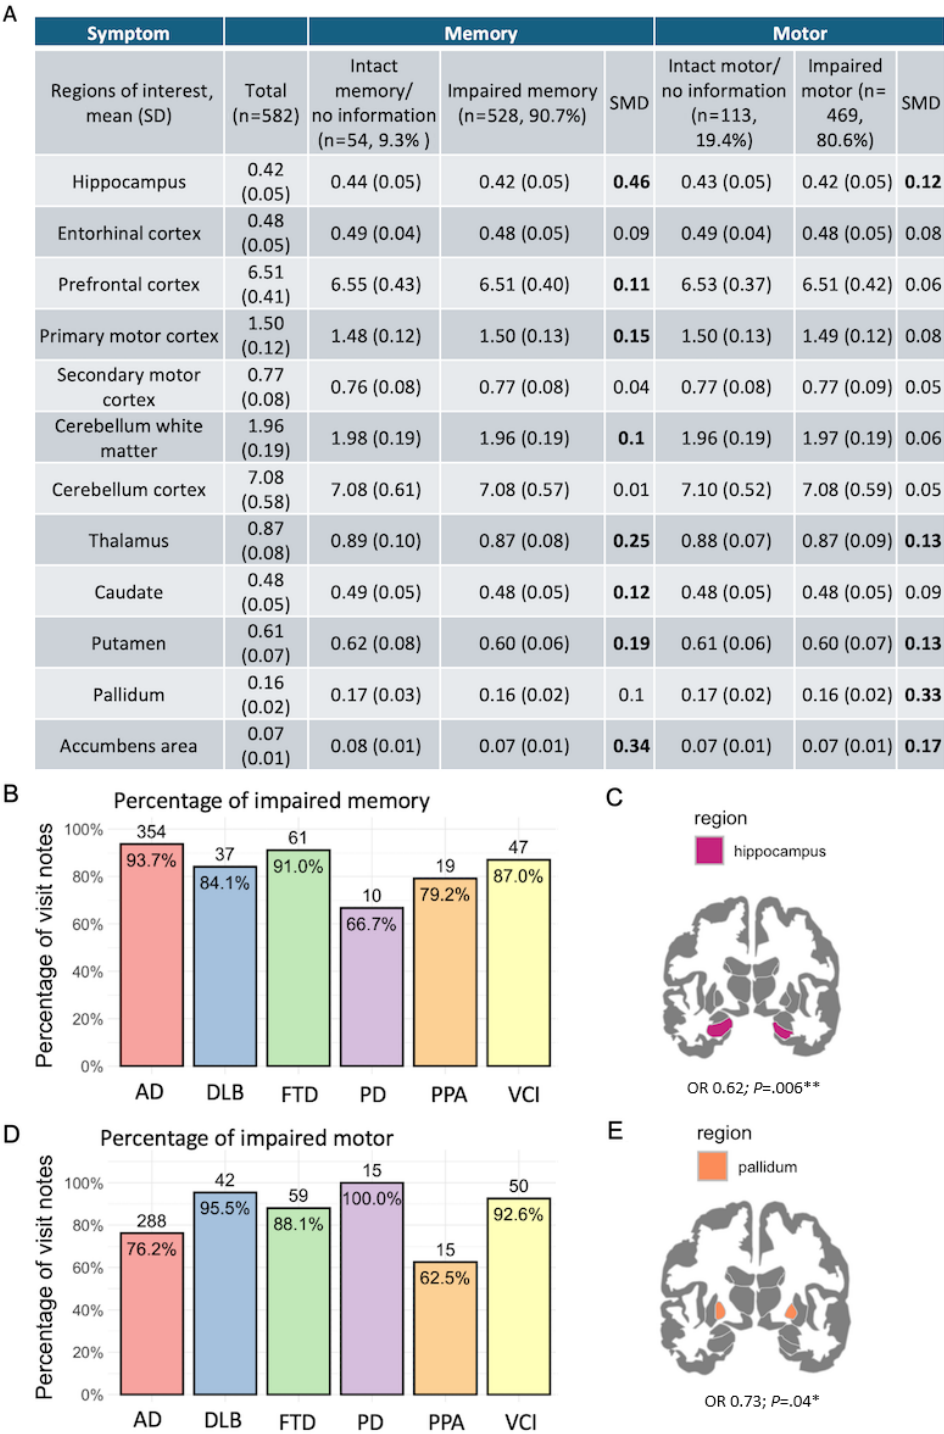 A
Symptom Memory Motor
Regions of interest, mean (SD) Total (n=582) Intact memory/ no information (n=54, 9.3% ) Impaired memory (n=528, 90.7%) SMD Intact motor/ no information (n=113, 19.4%) Impaired motor (n= 469, 80.6%) SMD
Hippocampus 0.42 (0.05) 0.44 (0.05) 0.42 (0.05) 0.46 0.43 (0.05) 0.42 (0.05) 0.12
Entorhinal cortex 0.48 (0.05) 0.49 (0.04) 0.48 (0.05) 0.09 0.49 (0.04) 0.48 (0.05) 0.08
Prefrontal cortex 6.51 (0.41) 6.55 (0.43) 6.51 (0.40) 0.11 6.53 (0.37) 6.51 (0.42) 0.06
Primary motor cortex 1.50 (0.12) 1.48 (0.12) 1.50 (0.13) 0.15 1.50 (0.13) 1.49 (0.12) 0.08
Secondary motor cortex 0.77 (0.08) 0.76 (0.08) 0.77 (0.08) 0.04 0.77 (0.08) 0.77 (0.09) 0.05
Cerebellum white matter 1.96 (0.19) 1.98 (0.19) 1.96 (0.19) 0.1 1.96 (0.19) 1.97 (0.19) 0.06
Cerebellum cortex 7.08 (0.58) 7.08 (0.61) 7.08 (0.57) 0.01 7.10 (0.52) 7.08 (0.59) 0.05
Thalamus 0.87 (0.08) 0.89 (0.10) 0.87 (0.08) 0.25 0.88 (0.07) 0.87 (0.09) 0.13
Caudate 0.48 (0.05) 0.49 (0.05) 0.48 (0.05) 0.12 0.48 (0.05) 0.48 (0.05) 0.09
Putamen 0.61 (0.07) 0.62 (0.08) 0.60 (0.06) 0.19 0.61 (0.06) 0.60 (0.07) 0.13
Pallidum 0.16 (0.02) 0.17 (0.03) 0.16 (0.02) 0.1 0.17 (0.02) 0.16 (0.02) 0.33
Accumbens area 0.07 (0.01) 0.08 (0.01) 0.07 (0.01) 0.34 0.07 (0.01) 0.07 (0.01) 0.17
B
Percentage of impaired memory
Percentage of visit notes
100%
80%
60%
40%
20%
0%
354 37 61 10 19 47
93.7% 84.1% 91.0% 66.7% 79.2% 87.0%
AD DLB FTD PD PPA VCI
C
region
hippocampus
OR 0.62; P=.006**
D
Percentage of impaired motor
Percentage of visit notes
100%
80%
60%
40%
20%
0%
288 42 59 15 15 50
76.2% 95.5% 88.1% 100.0% 62.5% 92.6%
AD DLB FTD PD PPA VCI
E
region
pallidum
OR 0.73; P=.04*